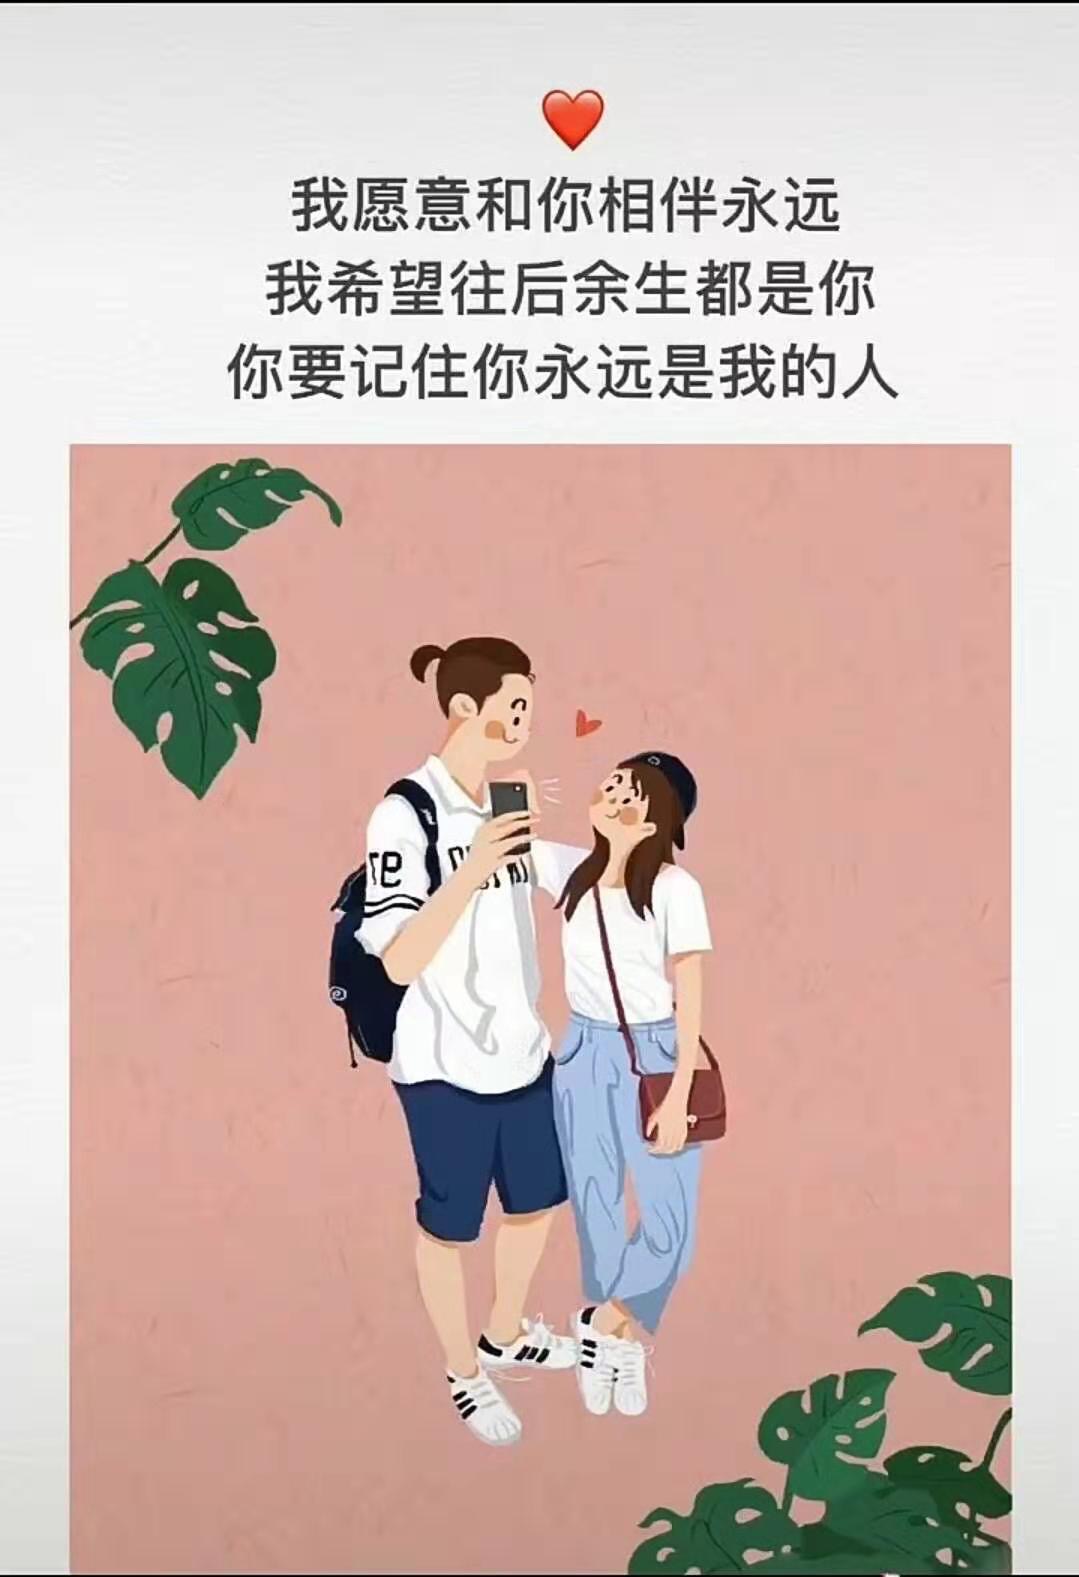 我愿意和你相伴永远
我希望往后余生都是你
你要记住你永远是我的人